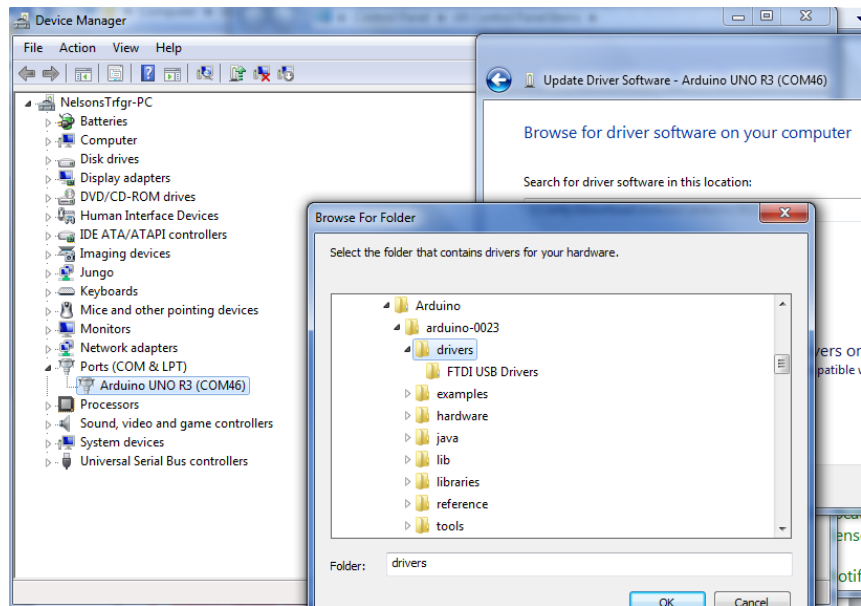 Device Manager
File Action View Help
NelsonsTrfgr-PC
Batteries
Computer
Disk drives
Display adapters
DVD/CD-ROM drives
Human Interface Devices
IDE ATA/ATAPI controllers
Imaging devices
Jungo
Keyboards
Mice and other pointing devices
Monitors
Network adapters
Ports (COM & LPT)
Arduino UNO R3 (COM46)
Processors
Sound, video and game controllers
System devices
Universal Serial Bus controllers
Update Driver Software - Arduino UNO R3 (COM46)
Browse for driver software on your computer
Search for driver software in this location:
Browse For Folder
Select the folder that contains drivers for your hardware.
Arduino
arduino-0023
drivers
FTDI USB Drivers
examples
hardware
java
lib
libraries
reference
tools
Folder: drivers
OK Cancel